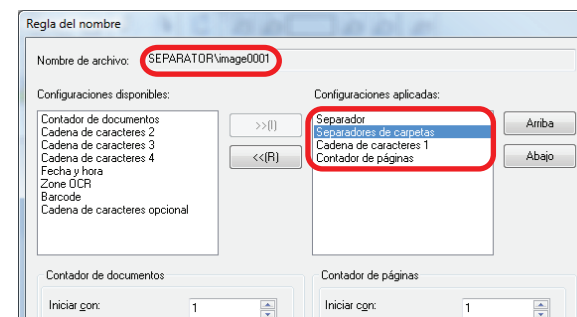 Regla del nombre
Nombre de archivo: SEPARATOR\image0001
Configuraciones disponibles:
Contador de documentos
Cadena de caracteres 2
Cadena de caracteres 3
Cadena de caracteres 4
Fecha y hora
Zone OCR
Barcode
Cadena de caracteres opcional
>>(I)
<<(R)
Configuraciones aplicadas:
Separador
Separadores de carpetas
Cadena de caracteres 1
Contador de páginas
Arriba
Abajo
Contador de documentos
Iniciar con: 1
Contador de páginas
Iniciar con: 1